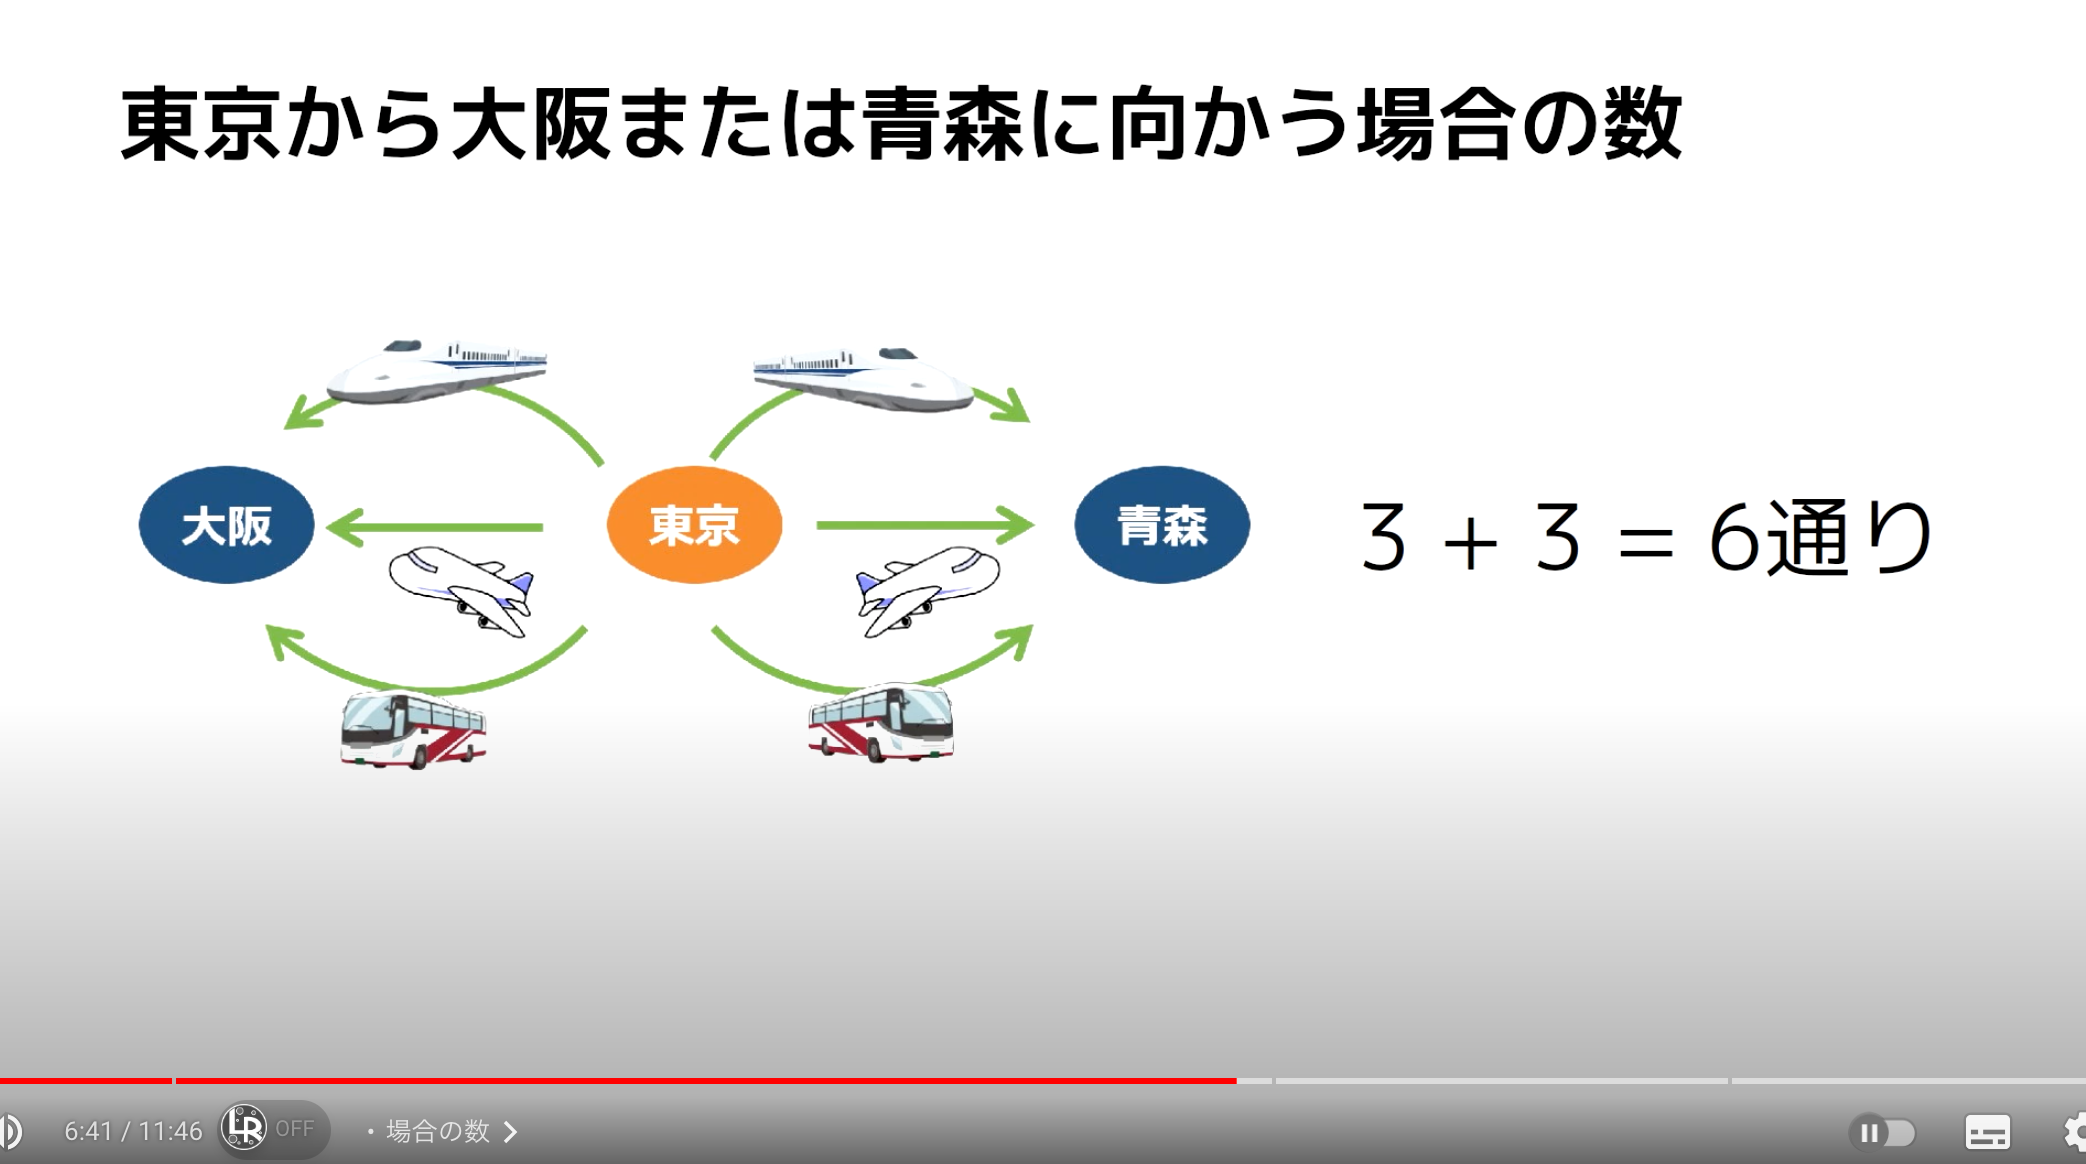 東京から大阪または青森に向かう場合の数
大阪
東京
青森
3 + 3 = 6通り
6:41 / 11:46
LR
OFF
・場合の数